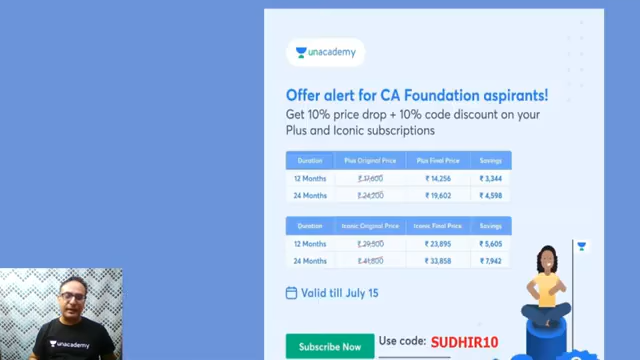 unacademy
Offer alert for CA Foundation aspirants!
Get 10% price drop + 10% code discount on your
Plus and Iconic subscriptions
Duration Plus Original Price Plus Final Price Savings
12 Months ₹ 17,600 ₹ 14,256 ₹ 3,344
24 Months ₹ 24,200 ₹ 19,602 ₹ 4,598
Duration Iconic Original Price Iconic Final Price Savings
12 Months ₹ 29,500 ₹ 23,895 ₹ 5,605
24 Months ₹ 41,800 ₹ 33,858 ₹ 7,942
Valid till July 15
Subscribe Now Use code: SUDHIR10
unacademy